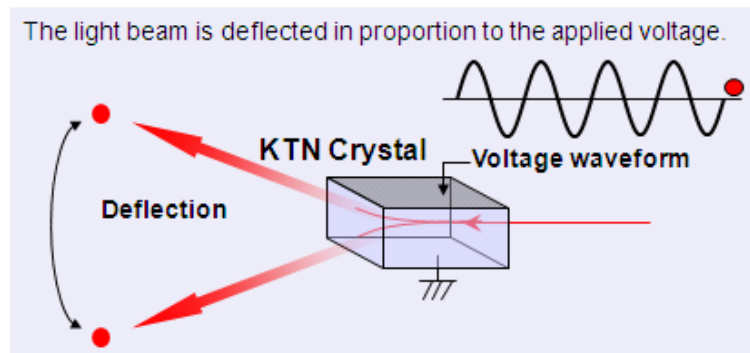 The light beam is deflected in proportion to the applied voltage.
KTN Crystal
Voltage waveform
Deflection